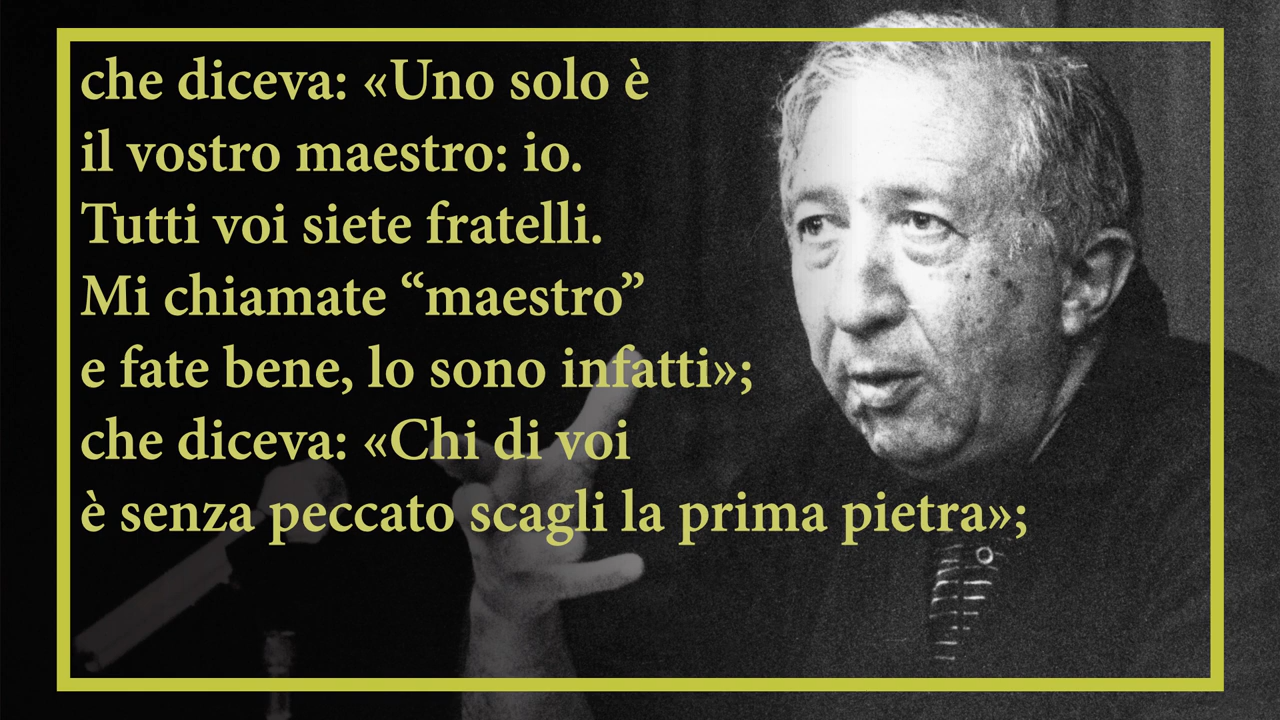 che diceva: «Uno solo è
il vostro maestro: io.
Tutti voi siete fratelli.
Mi chiamate “maestro”
e fate bene, lo sono infatti»;
che diceva: «Chi di voi
è senza peccato scagli la prima pietra»;